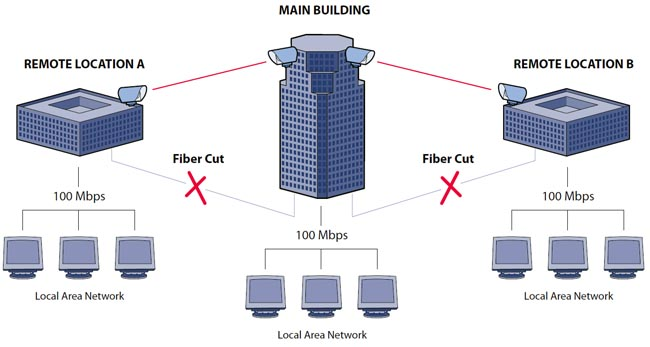 MAIN BUILDING
REMOTE LOCATION A
REMOTE LOCATION B
Fiber Cut
Fiber Cut
100 Mbps
100 Mbps
100 Mbps
Local Area Network
Local Area Network
Local Area Network